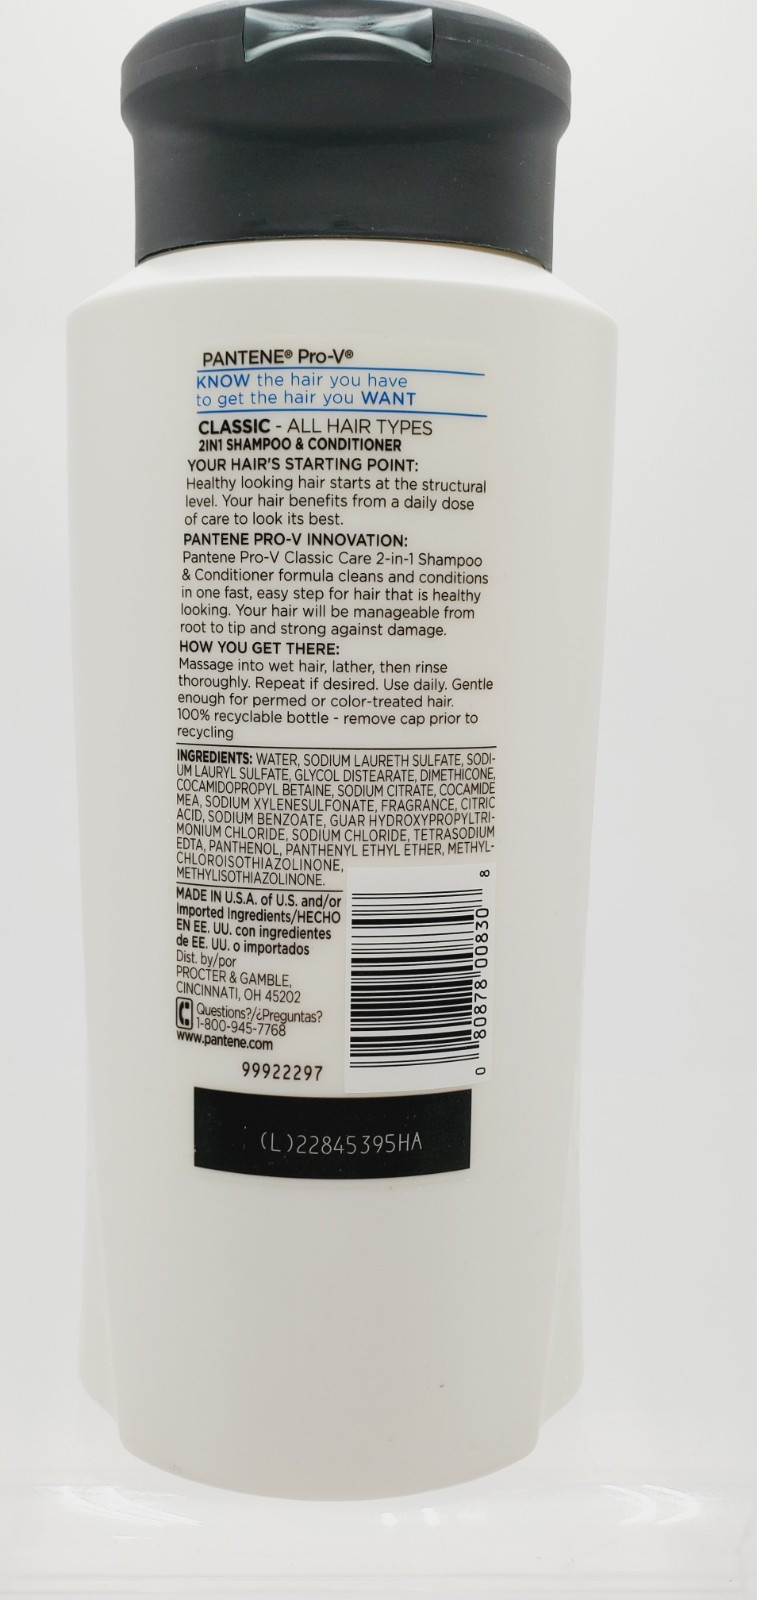 PANTENE® Pro-V®
KNOW the hair you have
to get the hair you WANT
CLASSIC - ALL HAIR TYPES
2IN1 SHAMPOO & CONDITIONER
YOUR HAIR'S STARTING POINT:
Healthy looking hair starts at the structural
level. Your hair benefits from a daily dose
of care to look its best.
PANTENE PRO-V INNOVATION:
Pantene Pro-V Classic Care 2-in-1 Shampoo
& Conditioner formula cleans and conditions
in one fast, easy step for hair that is healthy
looking. Your hair will be manageable from
root to tip and strong against damage.
HOW YOU GET THERE:
Massage into wet hair, lather, then rinse
thoroughly. Repeat if desired. Use daily. Gentle
enough for permed or color-treated hair.
100% recyclable bottle - remove cap prior to
recycling
INGREDIENTS: WATER, SODIUM LAURETH SULFATE, SODI-
UM LAURYL SULFATE, GLYCOL DISTEARATE, DIMETHICONE,
COCAMIDOPROPYL BETAINE, SODIUM CITRATE, COCAMIDE
MEA, SODIUM XYLENESULFONATE, FRAGRANCE, CITRIC
ACID, SODIUM BENZOATE, GUAR HYDROXYPROPYLTRI-
MONIUM CHLORIDE, SODIUM CHLORIDE, TETRASODIUM
EDTA, PANTHENOL, PANTHENYL ETHYL ETHER, METHYL-
CHLOROISOTHIAZOLINONE,
METHYLISOTHIAZOLINONE.
MADE IN U.S.A. of U.S. and/or
Imported Ingredients/HECHO
EN EE. UU. con ingredientes
de EE. UU. o importados
Dist. by/por
PROCTER & GAMBLE,
CINCINNATI, OH 45202
Questions?/¿Preguntas?
1-800-945-7768
www.pantene.com
99922297
0 80878 00830 8
(L)22845395HA